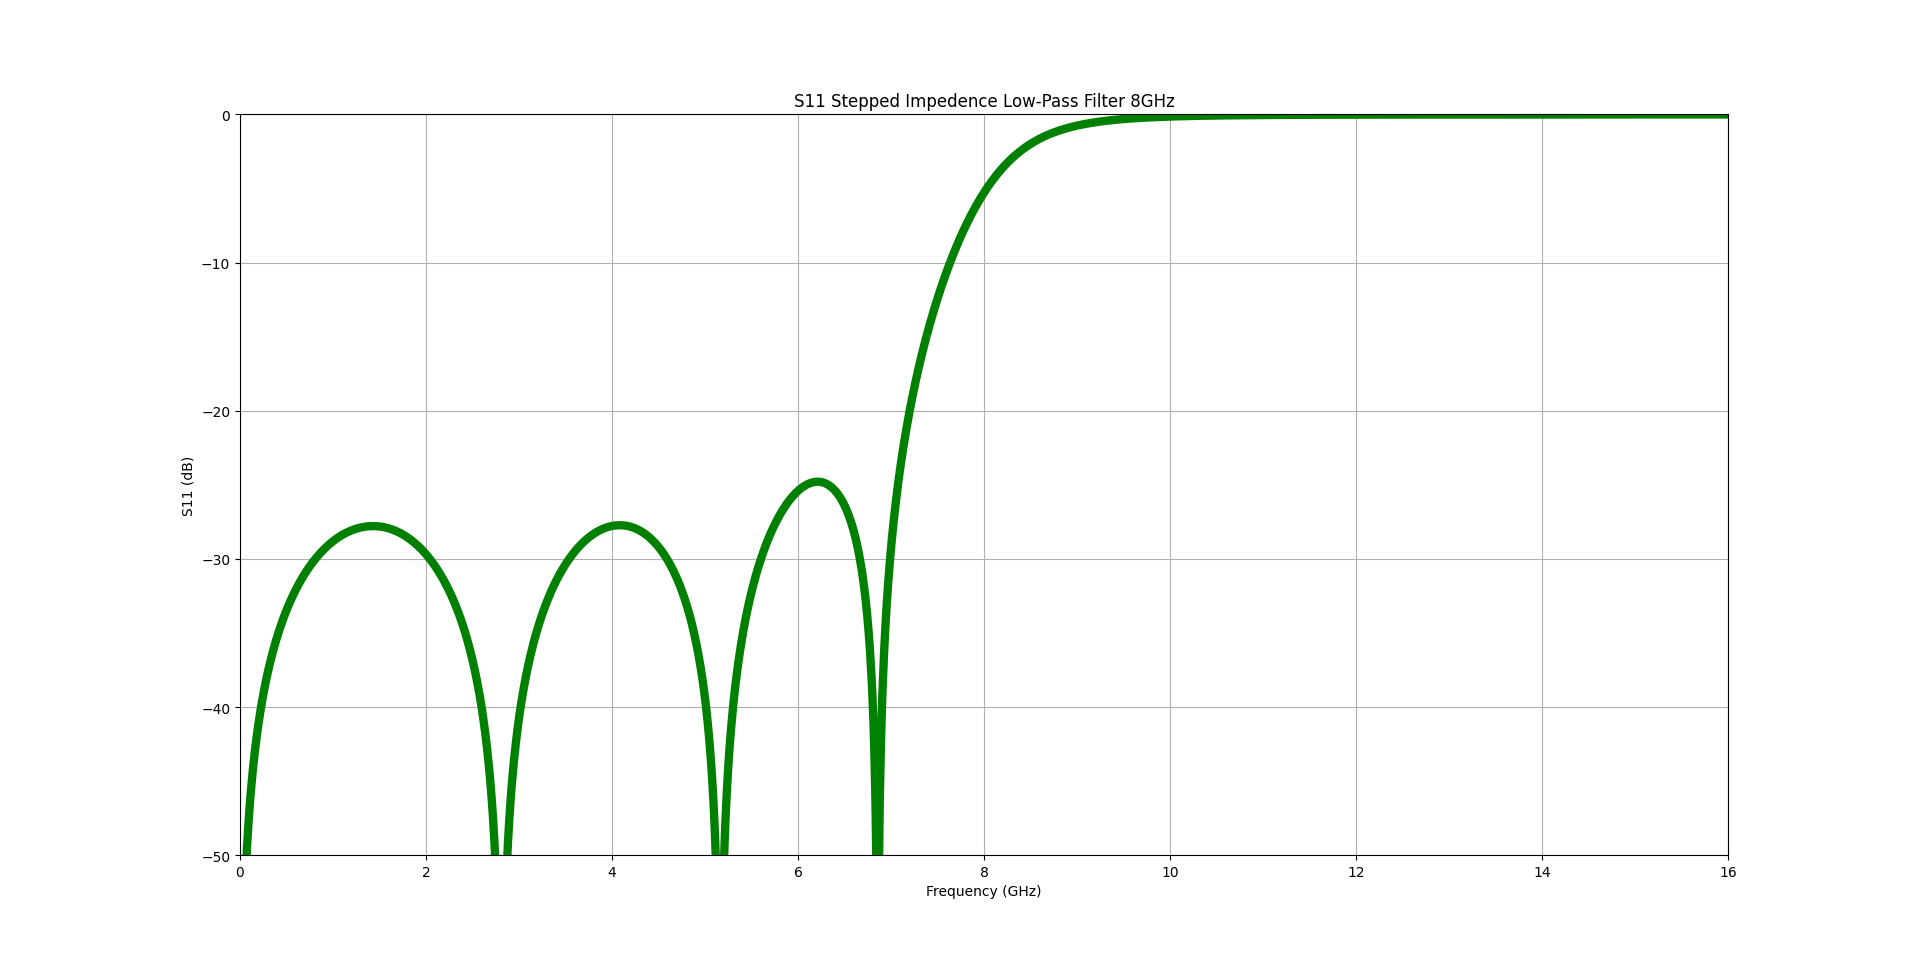 S11 Stepped Impedence Low-Pass Filter 8GHz
0
−10
−20
−30
−40
−50
S11 (dB)
0 2 4 6 8 10 12 14 16
Frequency (GHz)